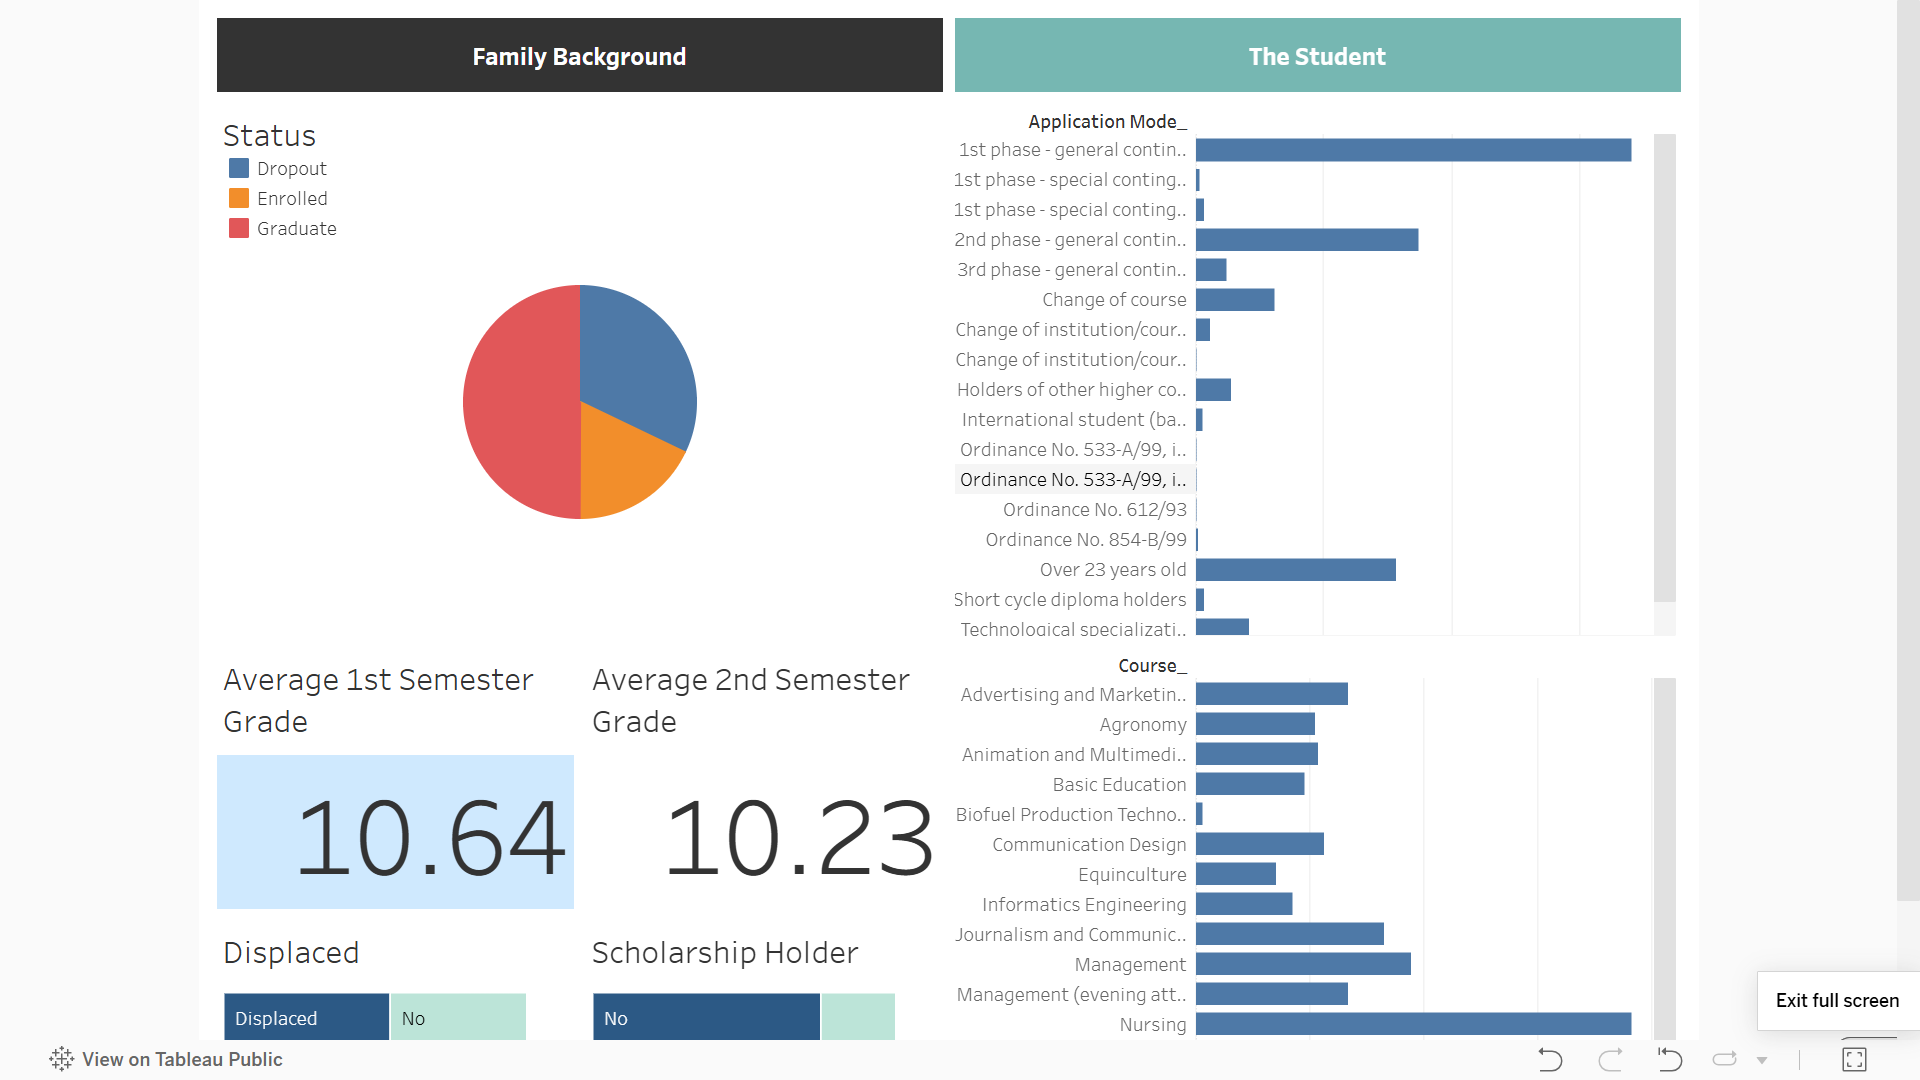 Family Background
The Student
Status
Dropout
Enrolled
Graduate
Application Mode_
1st phase - general contin..
1st phase - special conting..
1st phase - special conting..
2nd phase - general contin..
3rd phase - general contin..
Change of course
Change of institution/cour..
Change of institution/cour..
Holders of other higher co..
International student (ba..
Ordinance No. 533-A/99, i..
Ordinance No. 533-A/99, i..
Ordinance No. 612/93
Ordinance No. 854-B/99
Over 23 years old
Short cycle diploma holders
Technological specializati..
Average 1st Semester
Grade
10.64
Average 2nd Semester
Grade
10.23
Course_
Advertising and Marketin..
Agronomy
Animation and Multimedi..
Basic Education
Biofuel Production Techno..
Communication Design
Equinculture
Informatics Engineering
Journalism and Communic..
Management
Management (evening att..
Nursing
Displaced
Displaced
No
Scholarship Holder
No
Exit full screen
View on Tableau Public